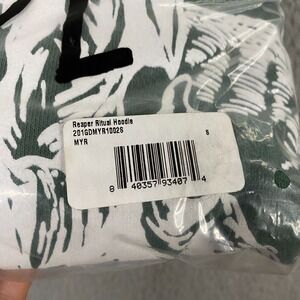 L
Reaper Ritual Hoodie
201GDMYR1002S
MYR S
8 40357 93407 4